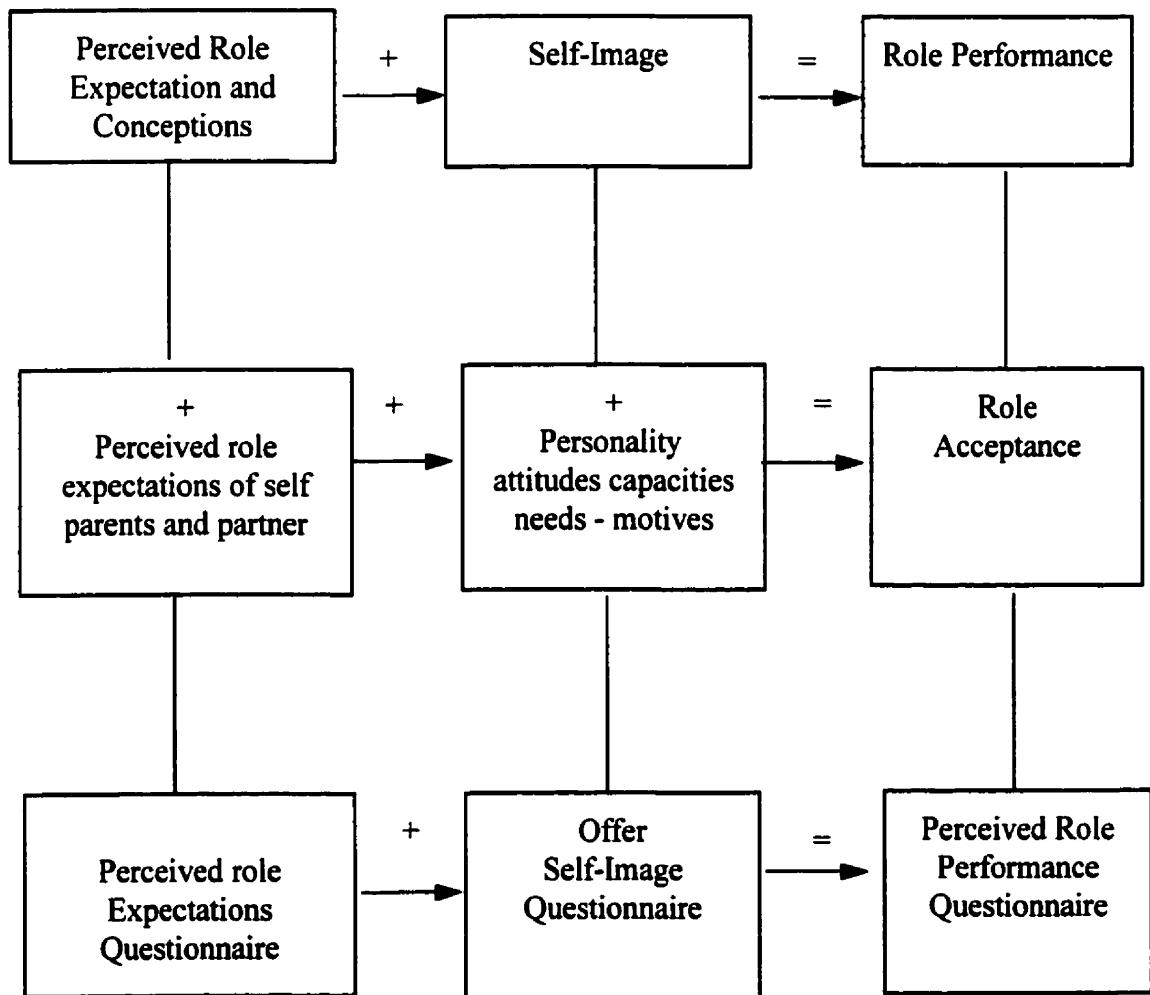 Perceived Role
Expectation and
Conceptions
+
Self-Image
=
Role Performance
+
Perceived role
expectations of self
parents and partner
+
+
Personality
attitudes capacities
needs - motives
=
Role
Acceptance
Perceived role
Expectations
Questionnaire
+
Offer
Self-Image
Questionnaire
=
Perceived Role
Performance
Questionnaire